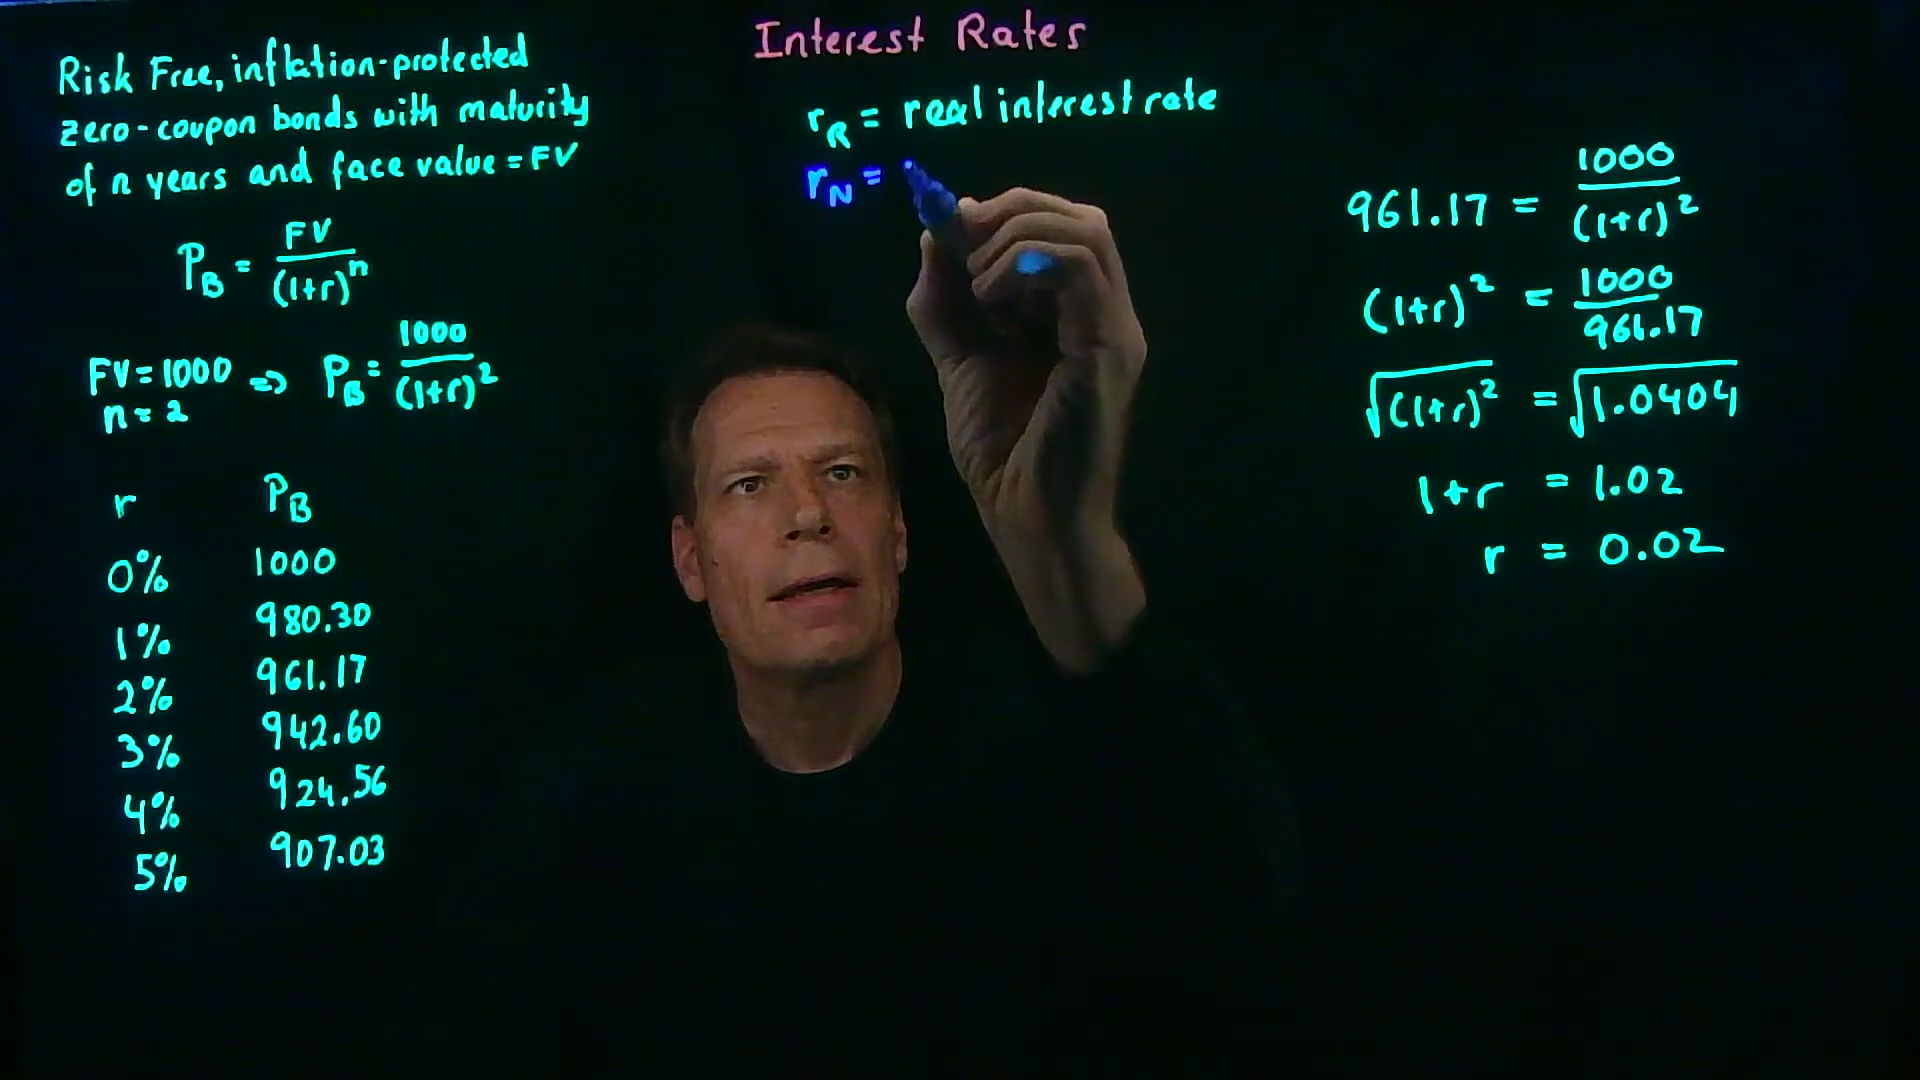 Interest Rates
Risk Free, inflation-protected
zero-coupon bonds with maturity
of n years and face value = FV
P_B = FV / (1+r)^n
FV = 1000 => P_B = 1000 / (1+r)^2
n = 2
r P_B
0% 1000
1% 980.30
2% 961.17
3% 942.60
4% 924.56
5% 907.03
r_R = real interest rate
r_N =
961.17 = 1000 / (1+r)^2
(1+r)^2 = 1000 / 961.17
√(1+r)^2 = √1.0404
1+r = 1.02
r = 0.02